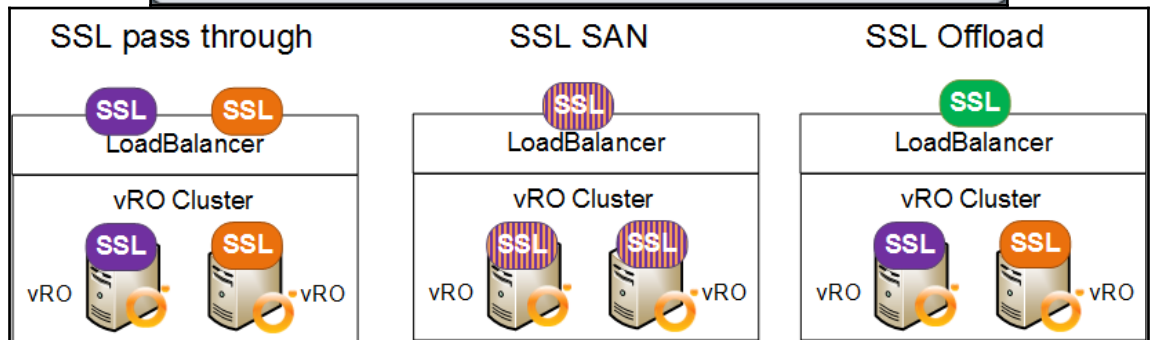 SSL pass through
SSL SAN
SSL Offload
SSL SSL
SSL
SSL
LoadBalancer
LoadBalancer
LoadBalancer
vRO Cluster
vRO Cluster
vRO Cluster
SSL SSL
SSL SSL
SSL SSL
vRO vRO
vRO vRO
vRO vRO